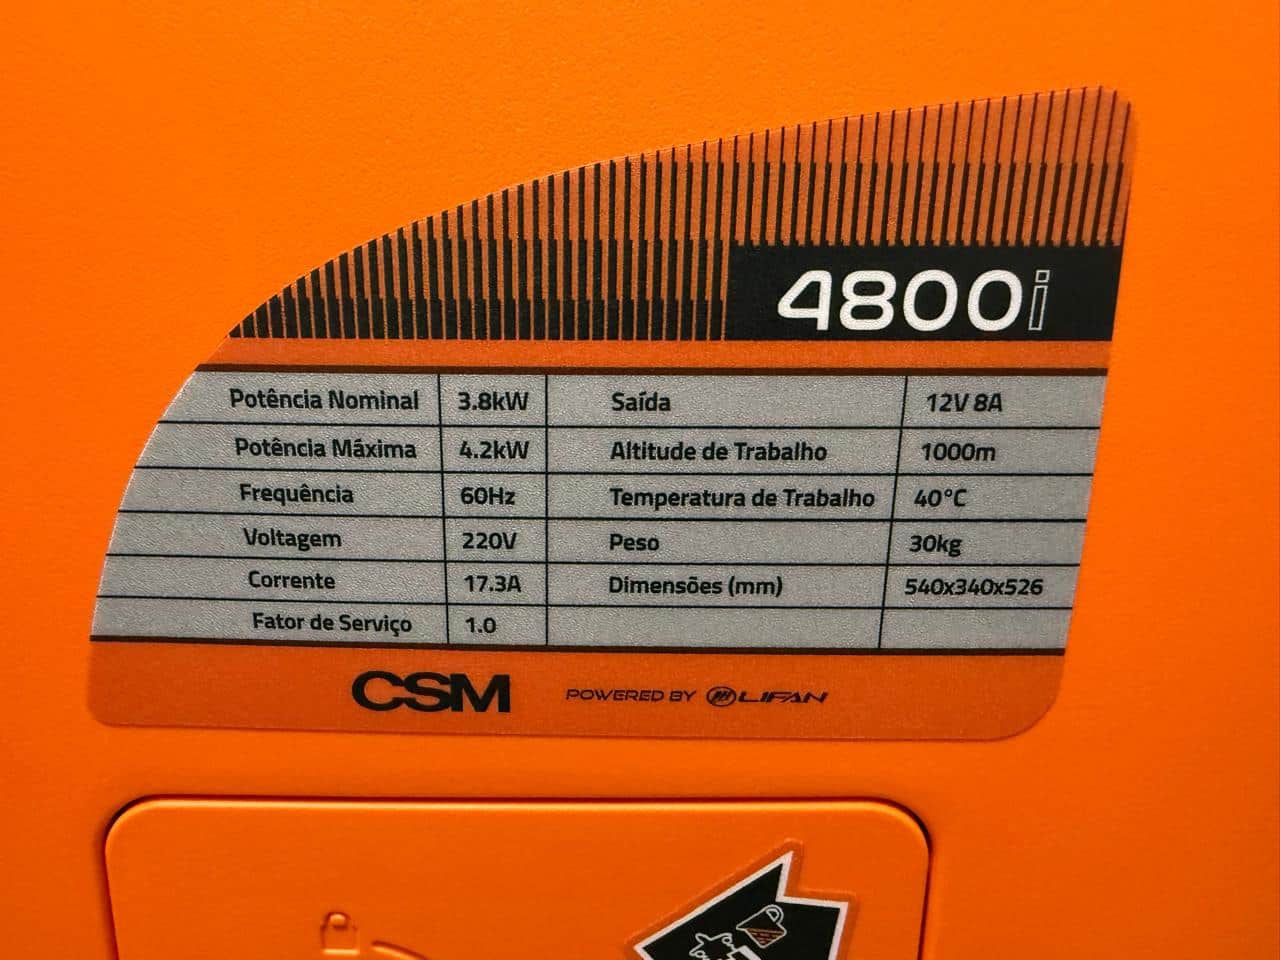 4800i
Potência Nominal 3.8kW Saída 12V 8A
Potência Máxima 4.2kW Altitude de Trabalho 1000m
Frequência 60Hz Temperatura de Trabalho 40°C
Voltagem 220V Peso 30kg
Corrente 17.3A Dimensões (mm) 540x340x526
Fator de Serviço 1.0
CSM POWERED BY LIFAN